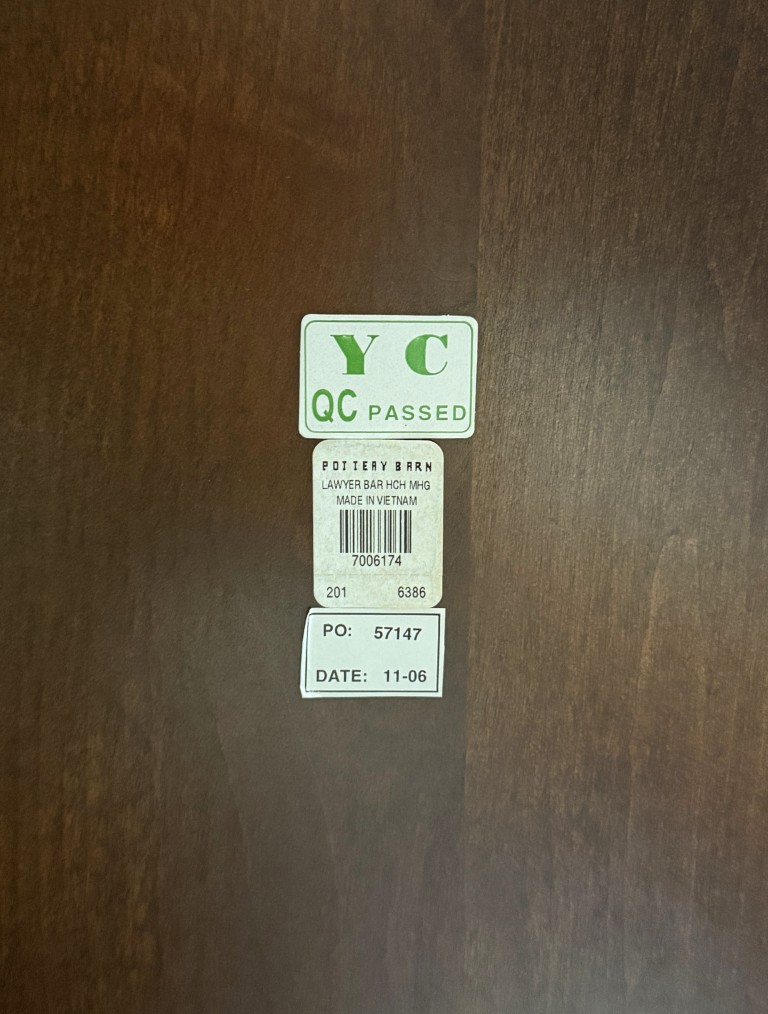 Y C
QC PASSED
POTTERY BARN
LAWYER BAR HCH MHG
MADE IN VIETNAM
7006174
201 6386
PO: 57147
DATE: 11-06